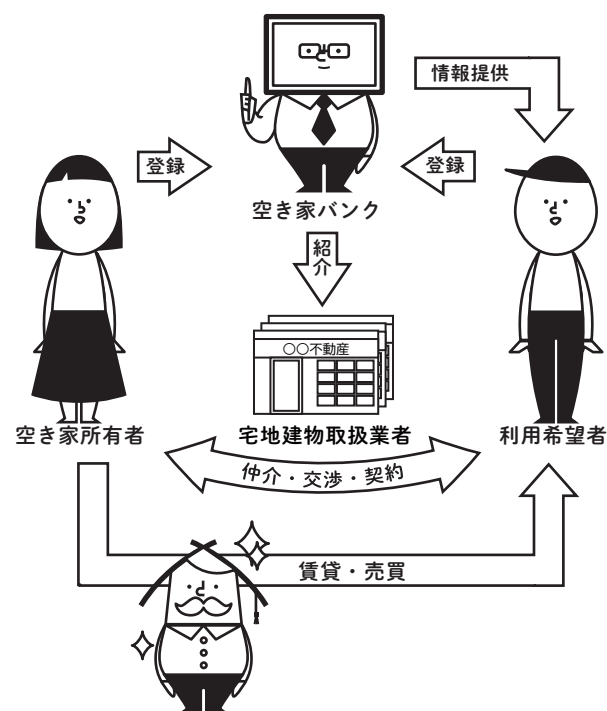 情報提供
登録
登録
空き家バンク
紹介
〇〇不動産
空き家所有者
宅地建物取扱業者
利用希望者
仲介・交渉・契約
賃貸・売買